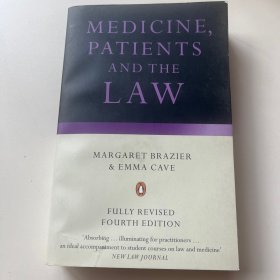 MEDICINE,
PATIENTS
AND THE
LAW
MARGARET BRAZIER
& EMMA CAVE
FULLY REVISED
FOURTH EDITION
‘Absorbing . . . illuminating for practitioners . . .
an ideal accompaniment to student courses on law and medicine’
NEW LAW JOURNAL